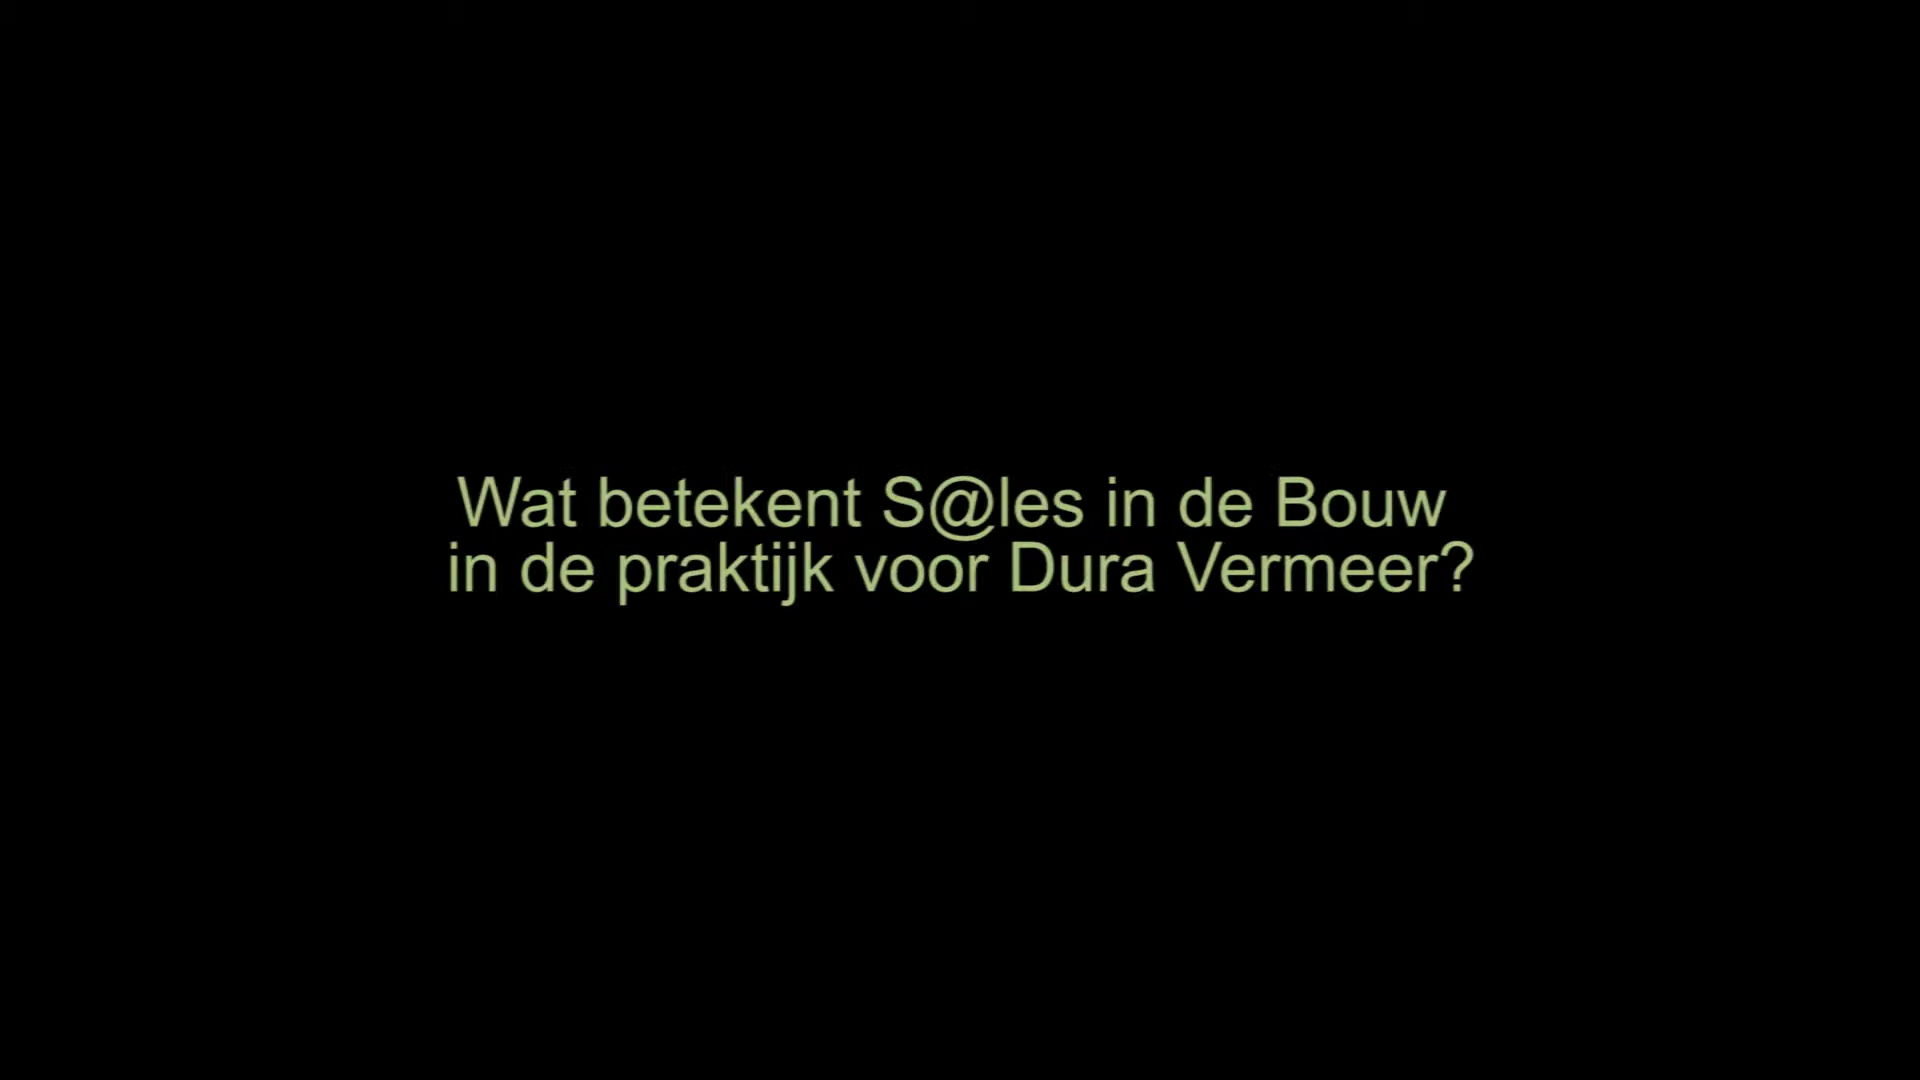 Wat betekent S@les in de Bouw
in de praktijk voor Dura Vermeer?